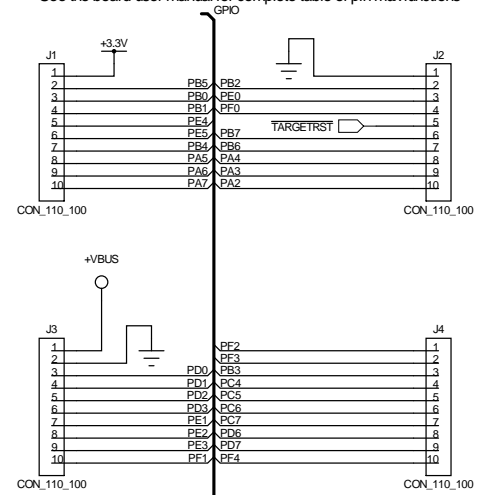 See the board user manual for complete table of pin mux functions
GPIO
+3.3V
J1
J2
1 1
2 PB5 PB2 2
3 PB0 PE0 3
4 PB1 PF0 4
5 PE4 TARGETRST 5
6 PE5 PB7 6
7 PB4 PB6 7
8 PA5 PA4 8
9 PA6 PA3 9
10 PA7 PA2 10
CON_110_100 CON_110_100
+VBUS
J3 J4
1 PF2 1
2 PF3 2
3 PD0 PB3 3
4 PD1 PC4 4
5 PD2 PC5 5
6 PD3 PC6 6
7 PE1 PC7 7
8 PE2 PD6 8
9 PE3 PD7 9
10 PF1 PF4 10
CON_110_100 CON_110_100